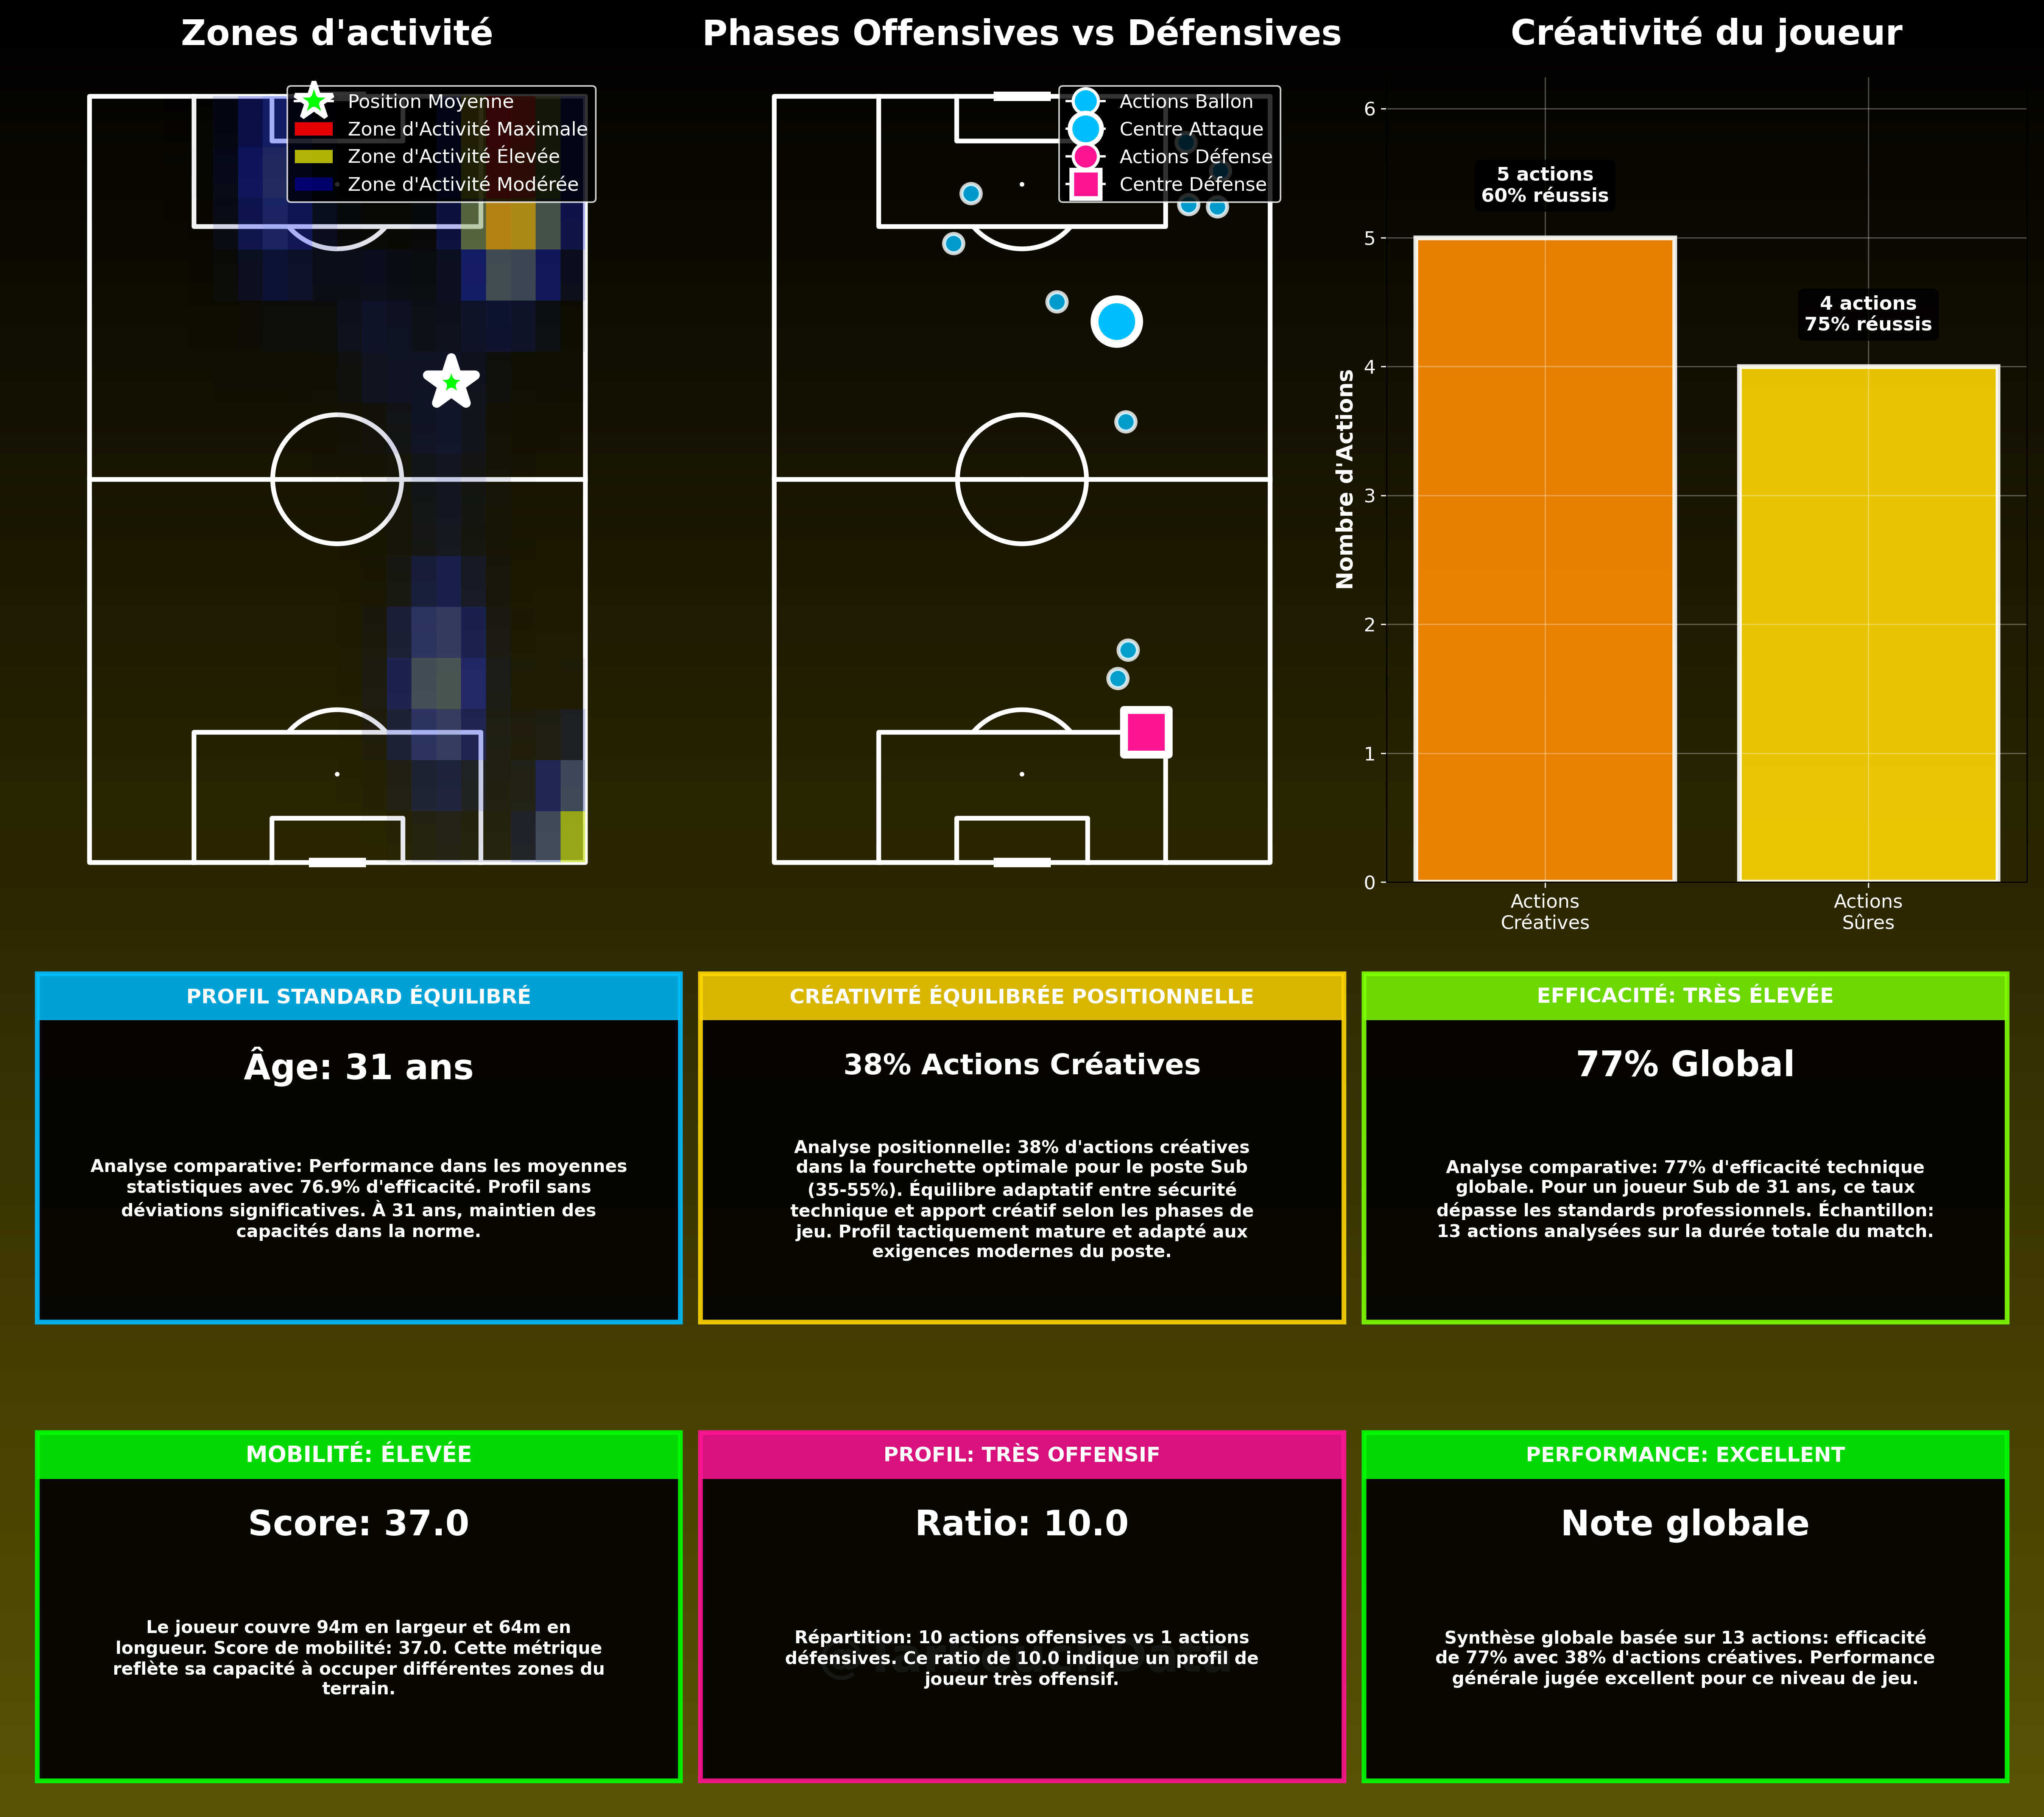 Zones d'activité
Position Moyenne
Zone d'Activité Maximale
Zone d'Activité Élevée
Zone d'Activité Modérée
Phases Offensives vs Défensives
Actions Ballon
Centre Attaque
Actions Défense
Centre Défense
Créativité du joueur
Nombre d'Actions
6
5
4
3
2
1
0
5 actions
60% réussis
4 actions
75% réussis
Actions
Créatives
Actions
Sûres
PROFIL STANDARD ÉQUILIBRÉ
Âge: 31 ans
Analyse comparative: Performance dans les moyennes
statistiques avec 76.9% d'efficacité. Profil sans
déviations significatives. À 31 ans, maintien des
capacités dans la norme.
CRÉATIVITÉ ÉQUILIBRÉE POSITIONNELLE
38% Actions Créatives
Analyse positionnelle: 38% d'actions créatives
dans la fourchette optimale pour le poste Sub
(35-55%). Équilibre adaptatif entre sécurité
technique et apport créatif selon les phases de
jeu. Profil tactiquement mature et adapté aux
exigences modernes du poste.
EFFICACITÉ: TRÈS ÉLEVÉE
77% Global
Analyse comparative: 77% d'efficacité technique
globale. Pour un joueur Sub de 31 ans, ce taux
dépasse les standards professionnels. Échantillon:
13 actions analysées sur la durée totale du match.
MOBILITÉ: ÉLEVÉE
Score: 37.0
Le joueur couvre 94m en largeur et 64m en
longueur. Score de mobilité: 37.0. Cette métrique
reflète sa capacité à occuper différentes zones du
terrain.
PROFIL: TRÈS OFFENSIF
Ratio: 10.0
Répartition: 10 actions offensives vs 1 actions
défensives. Ce ratio de 10.0 indique un profil de
joueur très offensif.
PERFORMANCE: EXCELLENT
Note globale
Synthèse globale basée sur 13 actions: efficacité
de 77% avec 38% d'actions créatives. Performance
générale jugée excellent pour ce niveau de jeu.